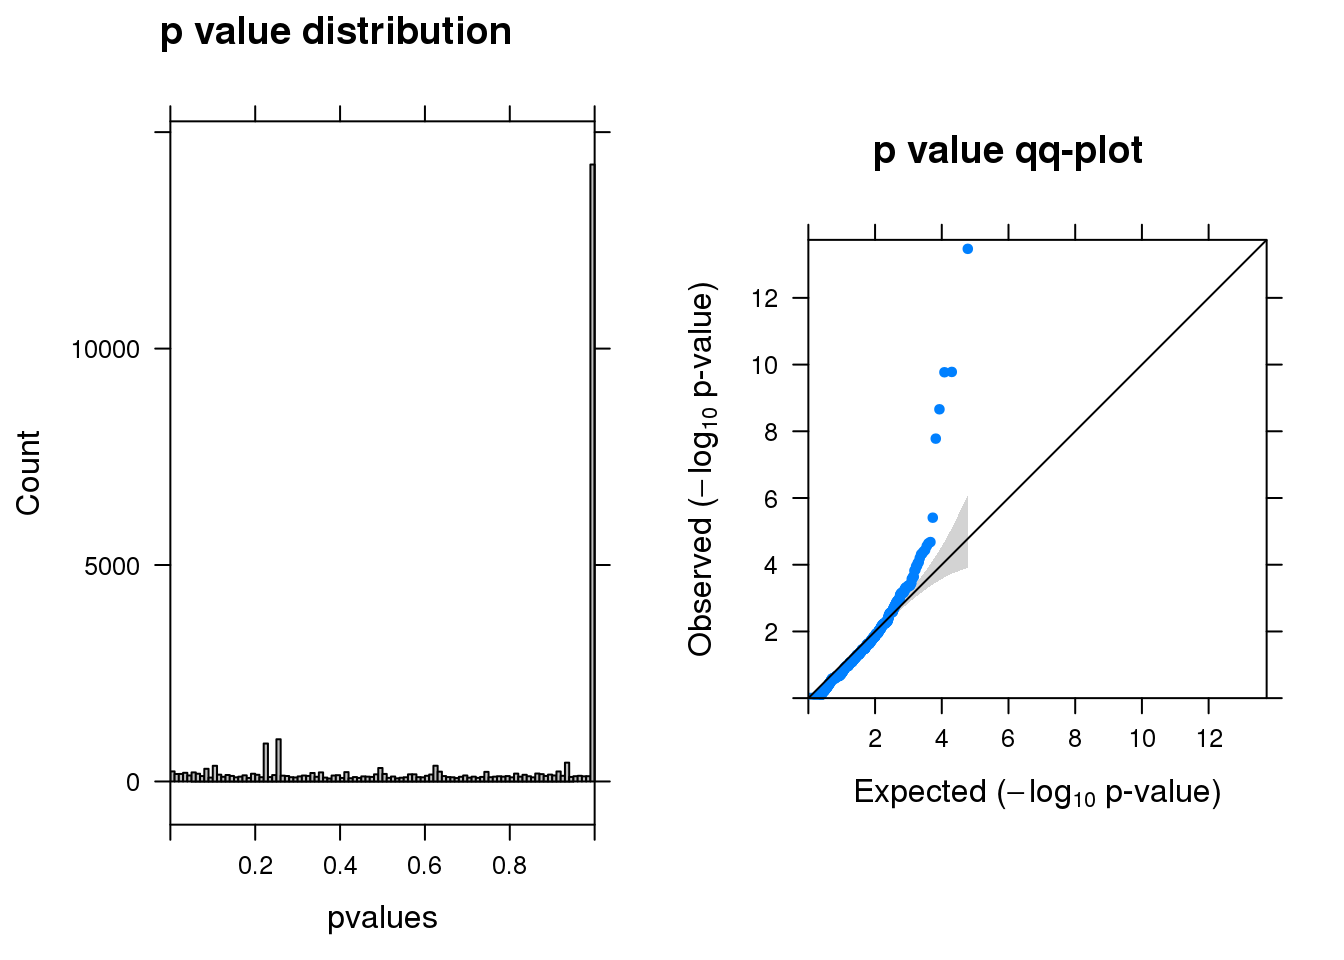 p value distribution
Count
10000
5000
0
0.2 0.4 0.6 0.8
pvalues
p value qq-plot
Observed (−log10 p-value)
12
10
8
6
4
2
2 4 6 8 10 12
Expected (−log10 p-value)